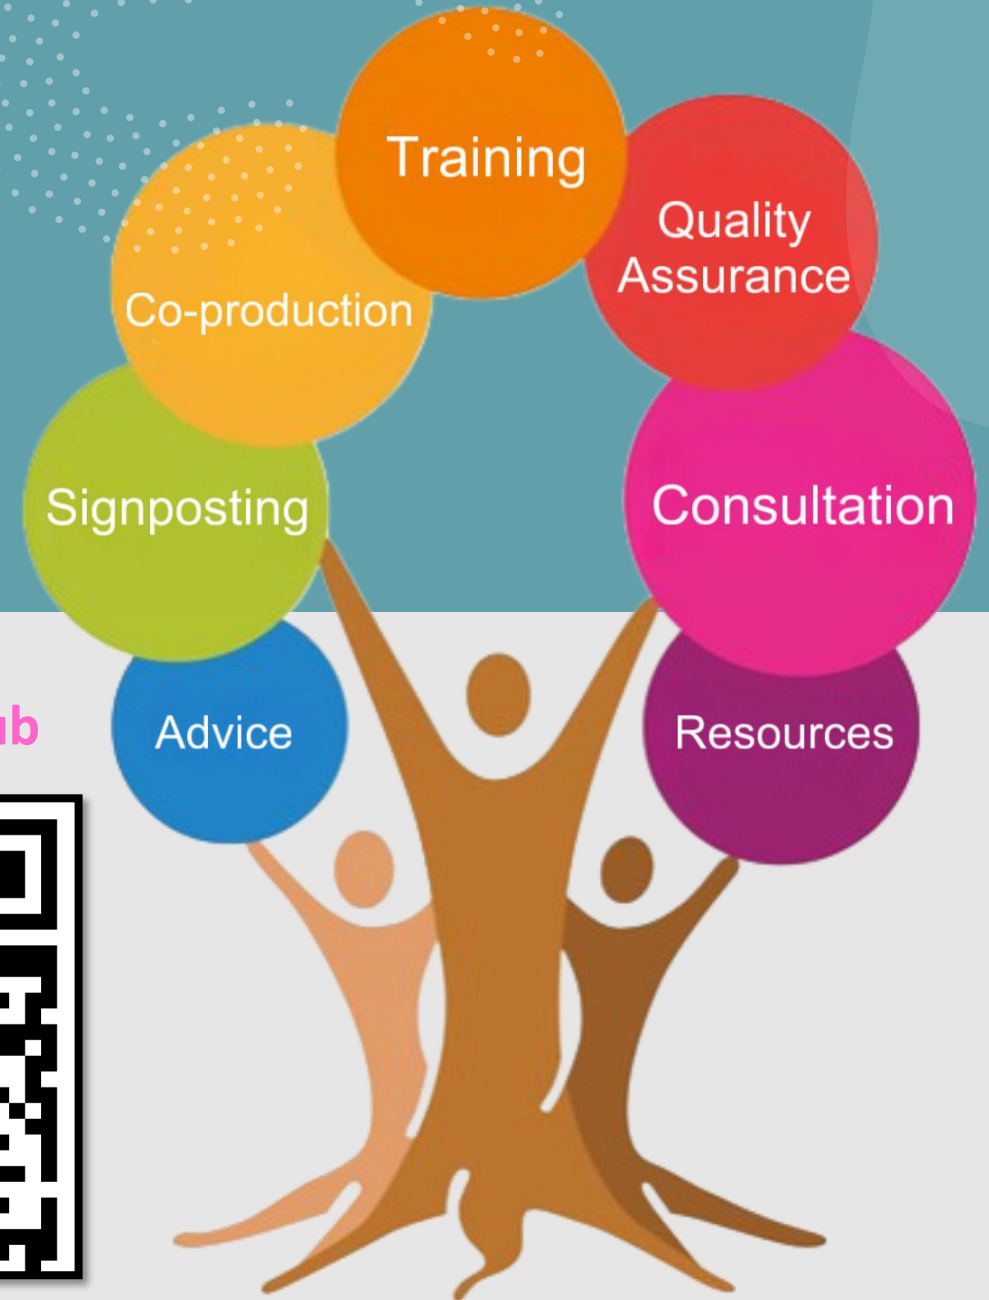 Training
Quality
Assurance
Co-production
Signposting
Consultation
Advice
Resources